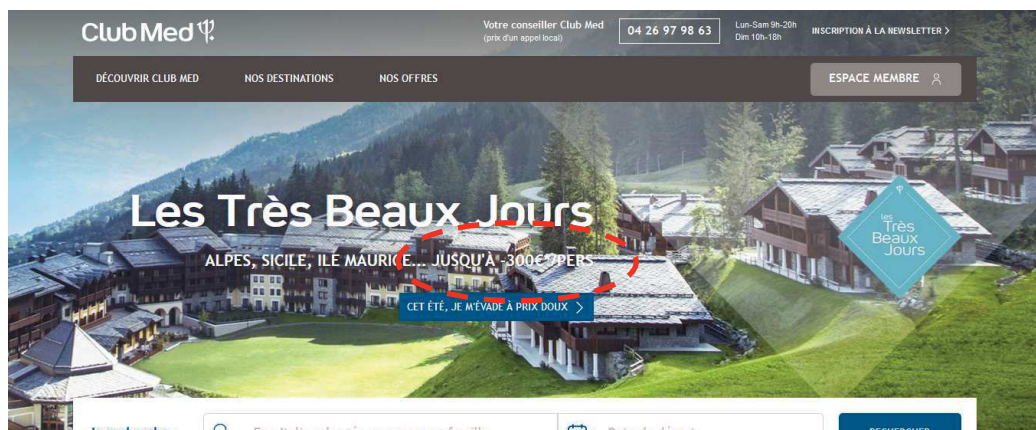 Club Med
Votre conseiller Club Med
(prix d'un appel local)
04 26 97 98 63
Lun-Sam 9h-20h
Dim 10h-18h
INSCRIPTION À LA NEWSLETTER >
DÉCOUVRIR CLUB MED
NOS DESTINATIONS
NOS OFFRES
ESPACE MEMBRE
Les Très Beaux Jours
ALPES, SICILE, ILE MAURICE... JUSQU'À -300€*/PERS
CET ÉTÉ, JE M'ÉVADE À PRIX DOUX >
les
Très
Beaux
Jours
RECHERCHER